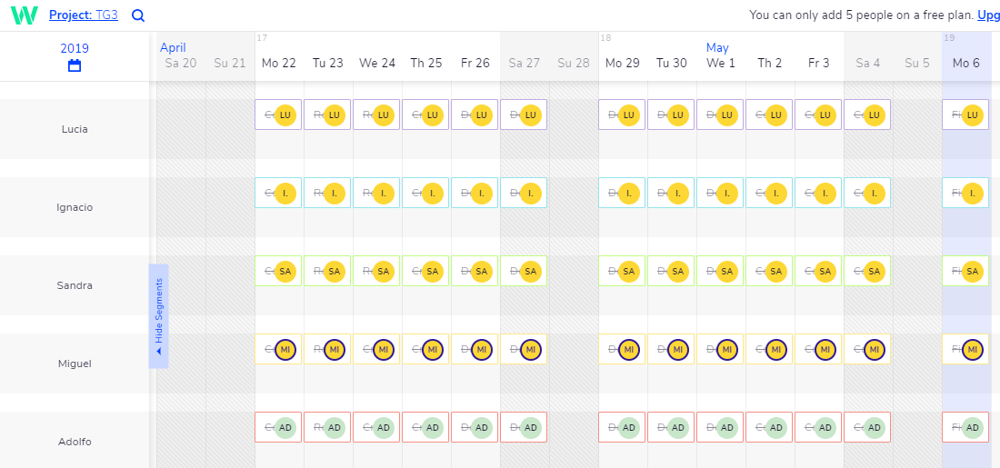 W Project: TG3 You can only add 5 people on a free plan. Upg
17 18 19
2019 April May
Sa 20 Su 21 Mo 22 Tu 23 We 24 Th 25 Fr 26 Sa 27 Su 28 Mo 29 Tu 30 We 1 Th 2 Fr 3 Sa 4 Su 5 Mo 6
LU LU LU LU LU LU LU LU LU LU LU LU LU
Lucia
I. I. I. I. I. I. I. I. I. I. I. I. I.
Ignacio
SA SA SA SA SA SA SA SA SA SA SA SA SA
Sandra
Hide Segments
MI MI MI MI MI MI MI MI MI MI MI MI MI
Miguel
AD AD AD AD AD AD AD AD AD AD AD AD AD
Adolfo